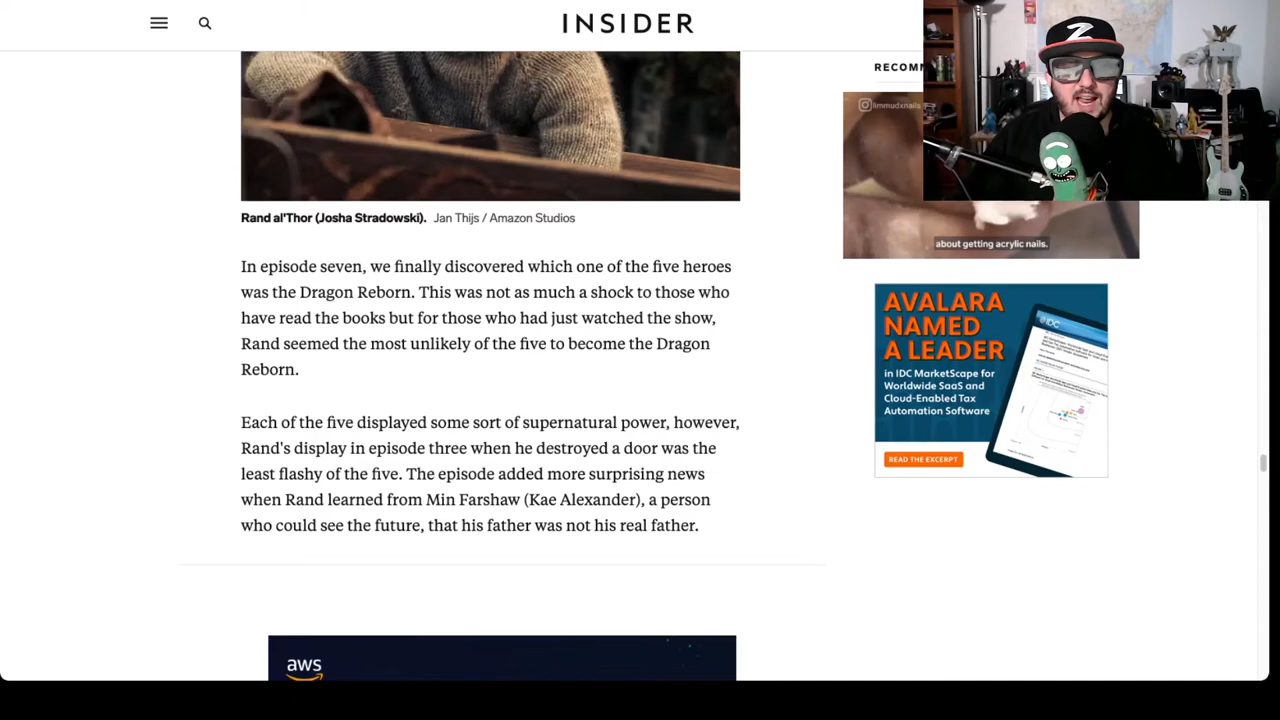 INSIDER
RECOMM
limmudxnails
about getting acrylic nails.
Rand al'Thor (Josha Stradowski). Jan Thijs / Amazon Studios
In episode seven, we finally discovered which one of the five heroes
was the Dragon Reborn. This was not as much a shock to those who
have read the books but for those who had just watched the show,
Rand seemed the most unlikely of the five to become the Dragon
Reborn.
Each of the five displayed some sort of supernatural power, however,
Rand's display in episode three when he destroyed a door was the
least flashy of the five. The episode added more surprising news
when Rand learned from Min Farshaw (Kae Alexander), a person
who could see the future, that his father was not his real father.
AVALARA
NAMED
A LEADER
in IDC MarketScape for
Worldwide SaaS and
Cloud-Enabled Tax
Automation Software
READ THE EXCERPT
IDC
aws
Z